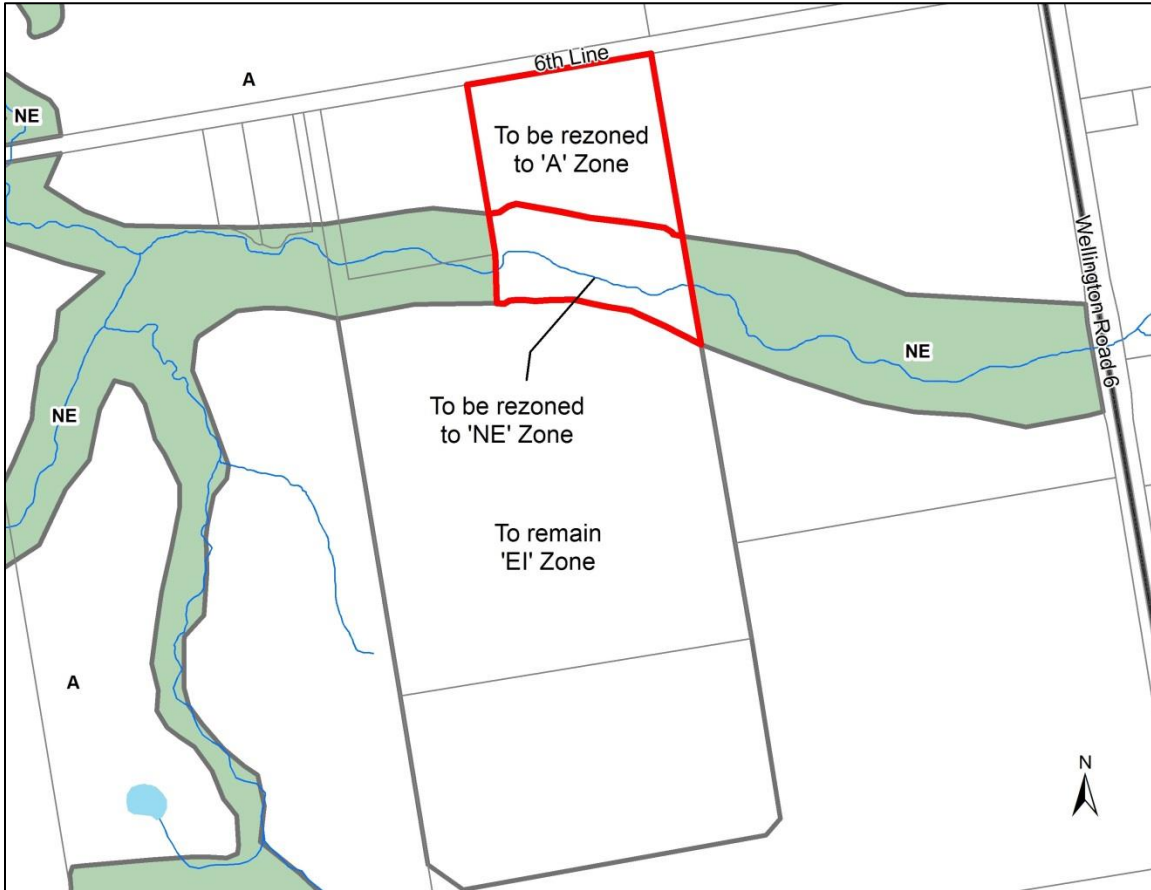 6th Line
A
NE
To be rezoned
to 'A' Zone
Wellington Road 6
NE
NE
To be rezoned
to 'NE' Zone
To remain
'EI' Zone
A
N